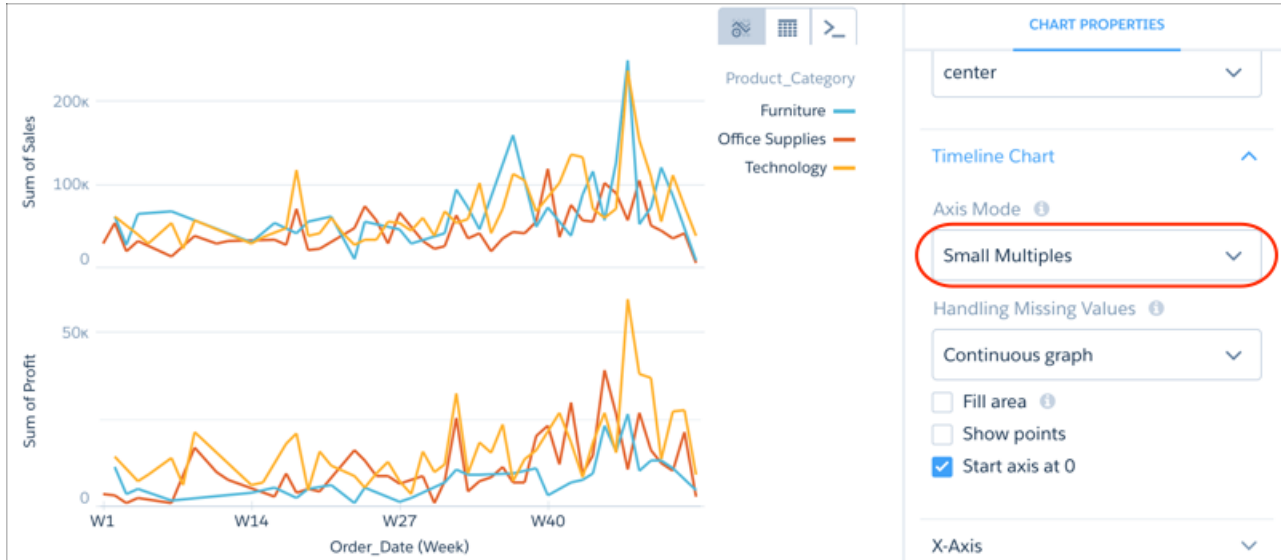 CHART PROPERTIES
center
Product_Category
Furniture
Office Supplies
Technology
Sum of Sales
200K
100K
0
Timeline Chart
Axis Mode
Small Multiples
Handling Missing Values
Continuous graph
Fill area
Show points
Start axis at 0
X-Axis
Sum of Profit
50K
0
W1
W14
W27
W40
Order_Date (Week)